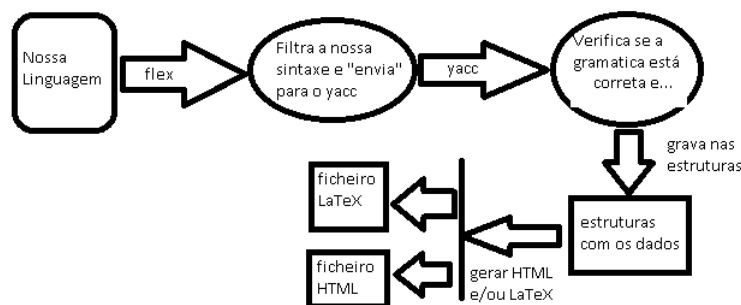 Nossa
Linguagem
flex
Filtra a nossa
sintaxe e "envia"
para o yacc
yacc
Verifica se a
gramatica está
correta e...
grava nas
estruturas
estruturas
com os dados
gerar HTML
e/ou LaTeX
ficheiro
LaTeX
ficheiro
HTML